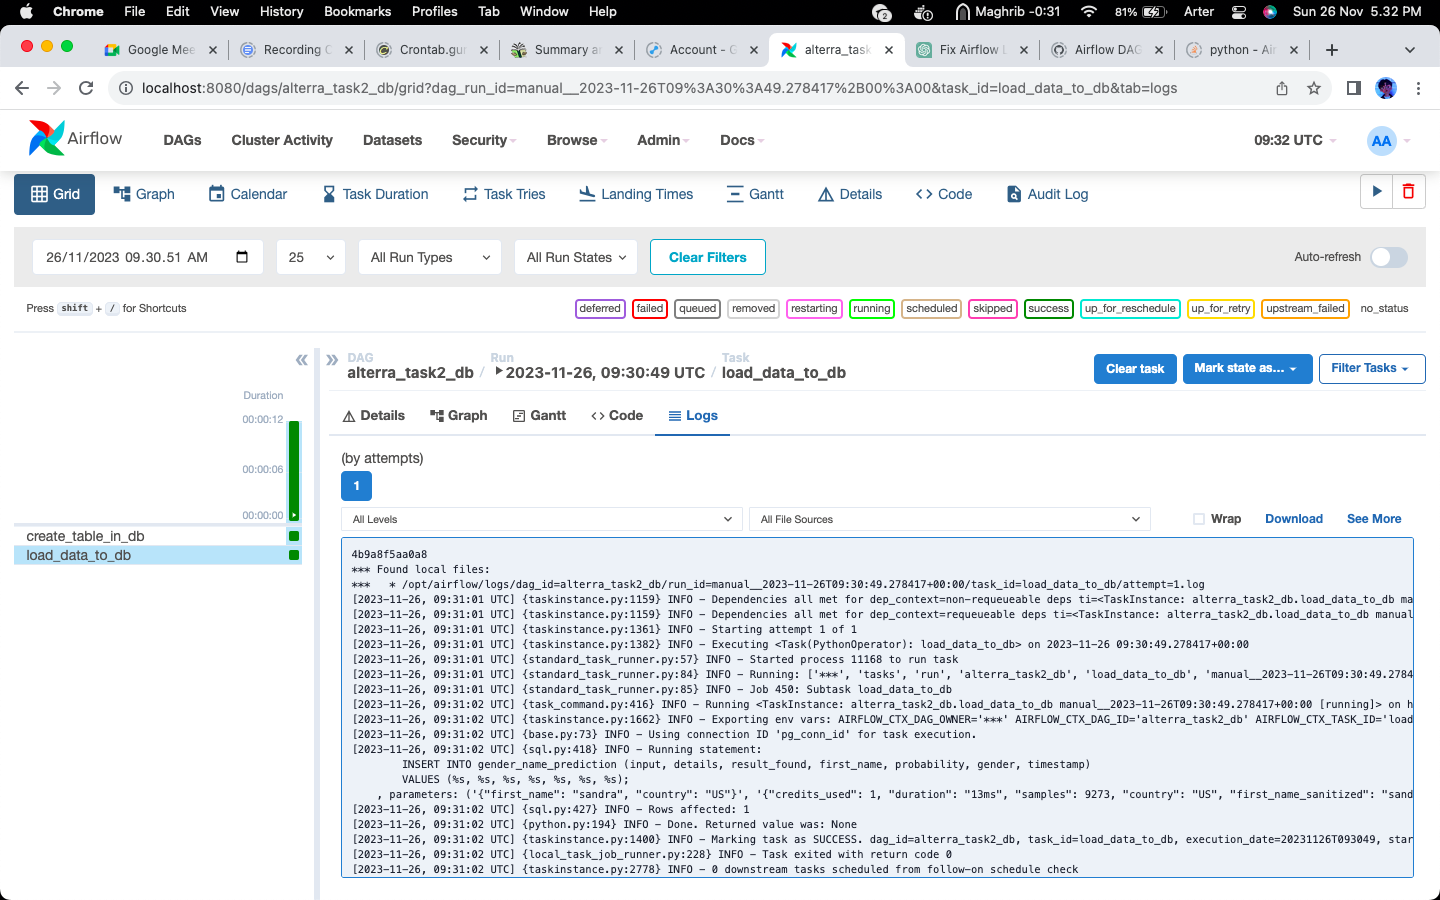 Chrome File Edit View History Bookmarks Profiles Tab Window Help 2 Maghrib -0:31 81% Arter Sun 26 Nov 5.32 PM
Google Mee Recording C Crontab.gur Summary an Account - G alterra_task Fix Airflow L Airflow DAG python - Air
localhost:8080/dags/alterra_task2_db/grid?dag_run_id=manual__2023-11-26T09%3A30%3A49.278417%2B00%3A00&task_id=load_data_to_db&tab=logs
Airflow DAGs Cluster Activity Datasets Security Browse Admin Docs 09:32 UTC AA
Grid Graph Calendar Task Duration Task Tries Landing Times Gantt Details Code Audit Log
26/11/2023 09.30.51 AM 25 All Run Types All Run States Clear Filters Auto-refresh
Press shift + / for Shortcuts deferred failed queued removed restarting running scheduled skipped success up_for_reschedule up_for_retry upstream_failed no_status
DAG Run Task
alterra_task2_db / 2023-11-26, 09:30:49 UTC / load_data_to_db
Clear task Mark state as... Filter Tasks
Duration
00:00:12
00:00:06
00:00:00
create_table_in_db
load_data_to_db
Details Graph Gantt Code Logs
(by attempts)
1
All Levels All File Sources Wrap Download See More
4b9a8f5aa0a8
*** Found local files:
***   * /opt/airflow/logs/dag_id=alterra_task2_db/run_id=manual__2023-11-26T09:30:49.278417+00:00/task_id=load_data_to_db/attempt=1.log
[2023-11-26, 09:31:01 UTC] {taskinstance.py:1159} INFO - Dependencies all met for dep_context=non-requeueable deps ti=<TaskInstance: alterra_task2_db.load_data_to_db ma
[2023-11-26, 09:31:01 UTC] {taskinstance.py:1159} INFO - Dependencies all met for dep_context=requeueable deps ti=<TaskInstance: alterra_task2_db.load_data_to_db manual
[2023-11-26, 09:31:01 UTC] {taskinstance.py:1361} INFO - Starting attempt 1 of 1
[2023-11-26, 09:31:01 UTC] {taskinstance.py:1382} INFO - Executing <Task(PythonOperator): load_data_to_db> on 2023-11-26 09:30:49.278417+00:00
[2023-11-26, 09:31:01 UTC] {standard_task_runner.py:57} INFO - Started process 11168 to run task
[2023-11-26, 09:31:01 UTC] {standard_task_runner.py:84} INFO - Running: ['***', 'tasks', 'run', 'alterra_task2_db', 'load_data_to_db', 'manual__2023-11-26T09:30:49.2784
[2023-11-26, 09:31:01 UTC] {standard_task_runner.py:85} INFO - Job 450: Subtask load_data_to_db
[2023-11-26, 09:31:02 UTC] {task_command.py:416} INFO - Running <TaskInstance: alterra_task2_db.load_data_to_db manual__2023-11-26T09:30:49.278417+00:00 [running]> on h
[2023-11-26, 09:31:02 UTC] {taskinstance.py:1662} INFO - Exporting env vars: AIRFLOW_CTX_DAG_OWNER='***' AIRFLOW_CTX_DAG_ID='alterra_task2_db' AIRFLOW_CTX_TASK_ID='load
[2023-11-26, 09:31:02 UTC] {base.py:73} INFO - Using connection ID 'pg_conn_id' for task execution.
[2023-11-26, 09:31:02 UTC] {sql.py:418} INFO - Running statement:
INSERT INTO gender_name_prediction (input, details, result_found, first_name, probability, gender, timestamp)
VALUES (%s, %s, %s, %s, %s, %s, %s);
, parameters: ('{"first_name": "sandra", "country": "US"}', '{"credits_used": 1, "duration": "13ms", "samples": 9273, "country": "US", "first_name_sanitized": "sand
[2023-11-26, 09:31:02 UTC] {sql.py:427} INFO - Rows affected: 1
[2023-11-26, 09:31:02 UTC] {python.py:194} INFO - Done. Returned value was: None
[2023-11-26, 09:31:02 UTC] {taskinstance.py:1400} INFO - Marking task as SUCCESS. dag_id=alterra_task2_db, task_id=load_data_to_db, execution_date=20231126T093049, star
[2023-11-26, 09:31:02 UTC] {local_task_job_runner.py:228} INFO - Task exited with return code 0
[2023-11-26, 09:31:02 UTC] {taskinstance.py:2778} INFO - 0 downstream tasks scheduled from follow-on schedule check